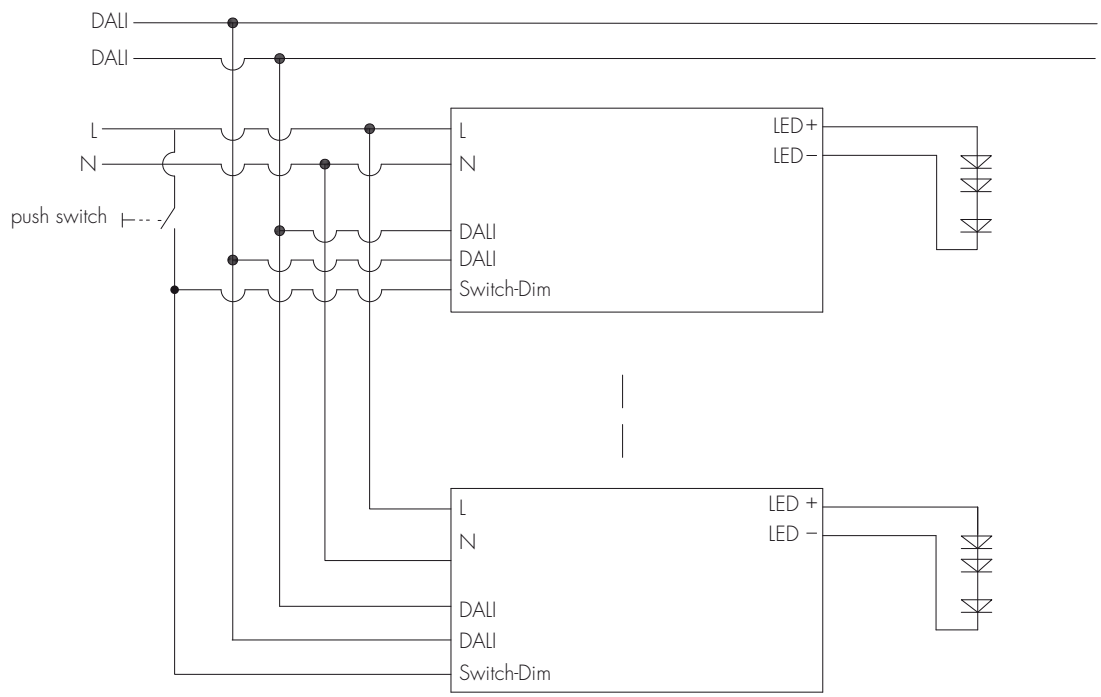 DALI
DALI
L
N
push switch
L
N
DALI
DALI
Switch-Dim
LED+
LED–
L
N
DALI
DALI
Switch-Dim
LED +
LED –